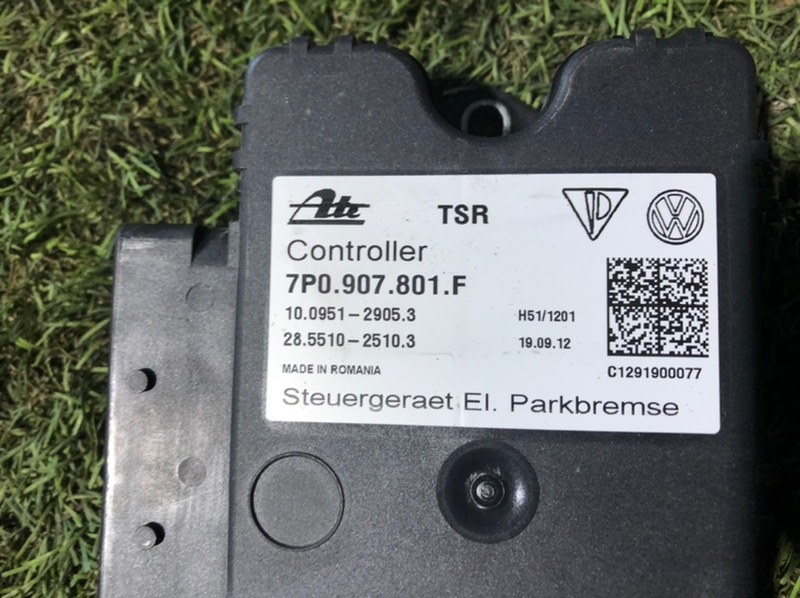 Ate TSR
Controller
7P0.907.801.F
10.0951-2905.3 H51/1201
28.5510-2510.3 19.09.12
MADE IN ROMANIA C1291900077
Steuergeraet El. Parkbremse